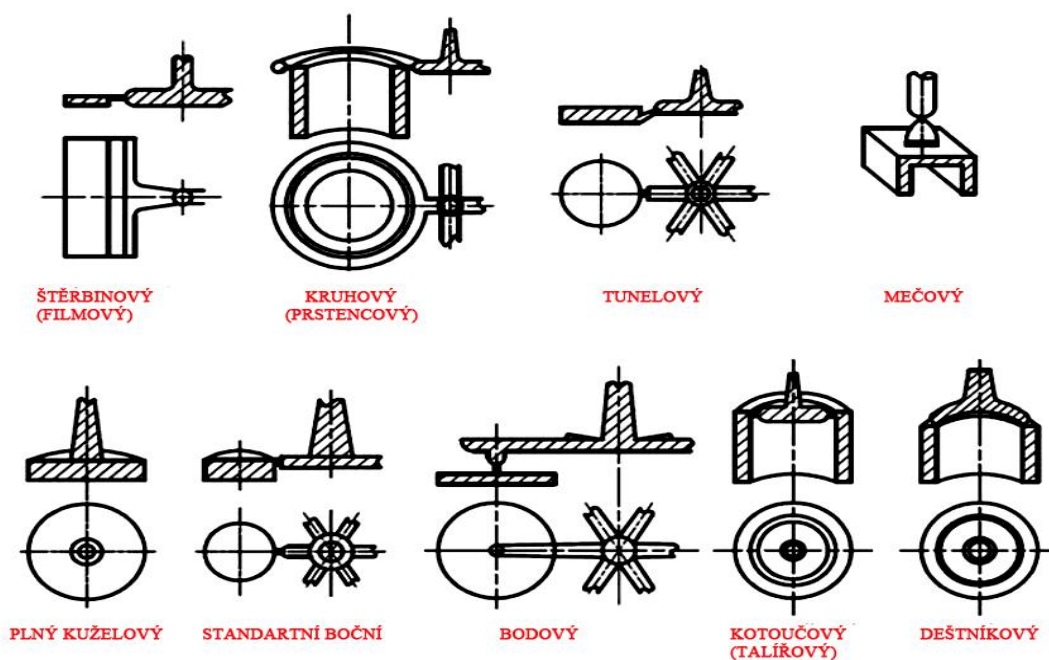 ŠTĚRBINOVÝ
(FILMOVÝ)
KRUHOVÝ
(PRSTENCOVÝ)
TUNELOVÝ
MEČOVÝ
PLNÝ KUŽELOVÝ
STANDARTNÍ BOČNÍ
BODOVÝ
KOTOUČOVÝ
(TALÍŘOVÝ)
DEŠTNÍKOVÝ